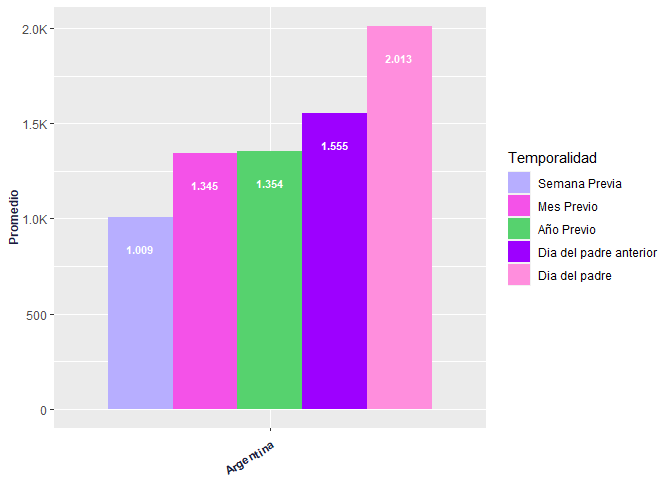 Promedio
2.0K
1.5K
1.0K
500
0
1.009
1.345
1.354
1.555
2.013
Argentina
Temporalidad
Semana Previa
Mes Previo
Año Previo
Dia del padre anterior
Dia del padre